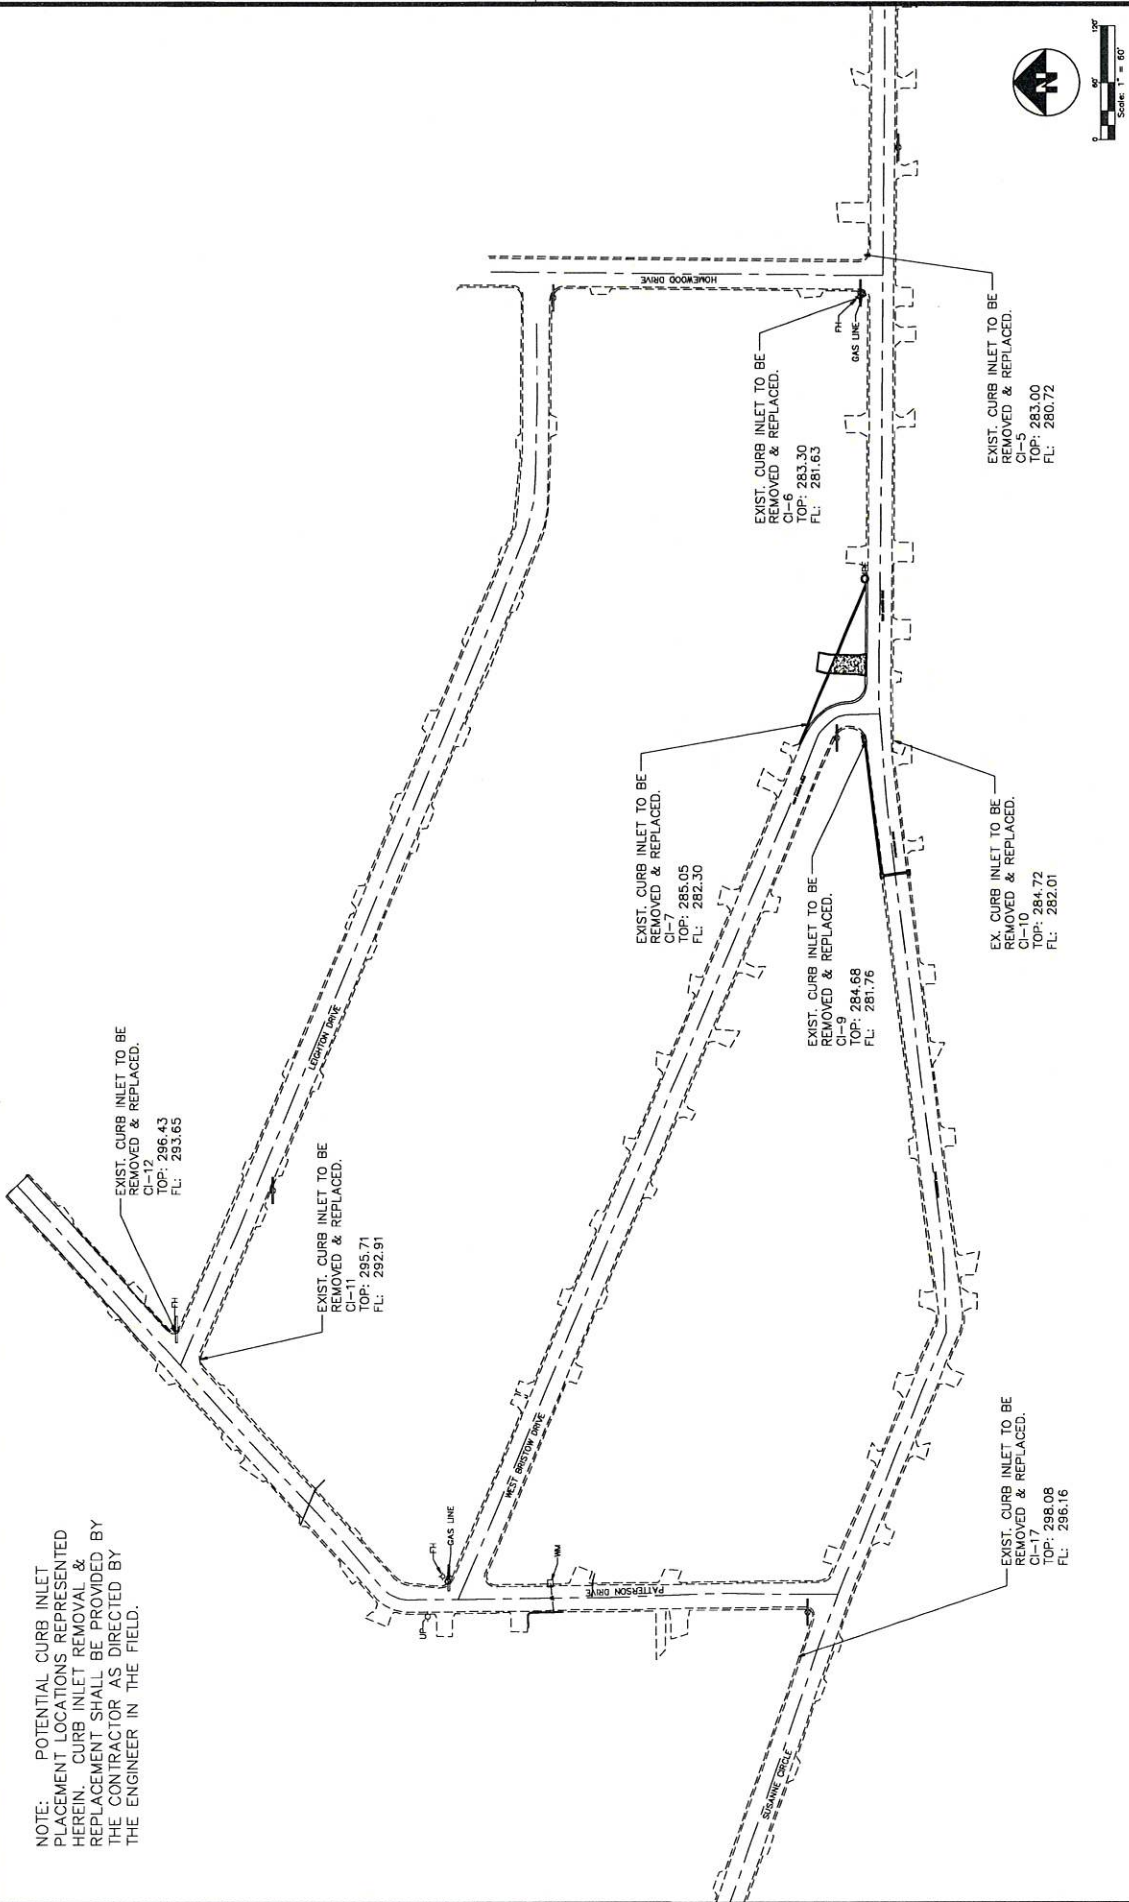 NOTE: POTENTIAL CURB INLET
PLACEMENT LOCATIONS REPRESENTED
HEREIN. CURB INLET REMOVAL &
REPLACEMENT SHALL BE PROVIDED BY
THE CONTRACTOR AS DIRECTED BY
THE ENGINEER IN THE FIELD.
EXIST. CURB INLET TO BE
REMOVED & REPLACED.
CI-12
TOP: 296.43
FL: 293.65
FH
EXIST. CURB INLET TO BE
REMOVED & REPLACED.
CI-11
TOP: 295.71
FL: 292.91
LEIGHTON DRIVE
UP
FH
GAS LINE
WEST BRISTOW DRIVE
WM
PATTERSON DRIVE
SUSANNE CIRCLE
EXIST. CURB INLET TO BE
REMOVED & REPLACED.
CI-17
TOP: 298.08
FL: 296.16
EXIST. CURB INLET TO BE
REMOVED & REPLACED.
CI-7
TOP: 285.05
FL: 282.30
EXIST. CURB INLET TO BE
REMOVED & REPLACED.
CI-9
TOP: 284.68
FL: 281.76
EX. CURB INLET TO BE
REMOVED & REPLACED.
CI-10
TOP: 284.72
FL: 282.01
EXIST. CURB INLET TO BE
REMOVED & REPLACED.
CI-6
TOP: 283.30
FL: 281.63
FH
GAS LINE
HOMEWOOD DRIVE
EXIST. CURB INLET TO BE
REMOVED & REPLACED.
CI-5
TOP: 283.00
FL: 280.72
N
0 60' 120'
Scale: 1" = 60'